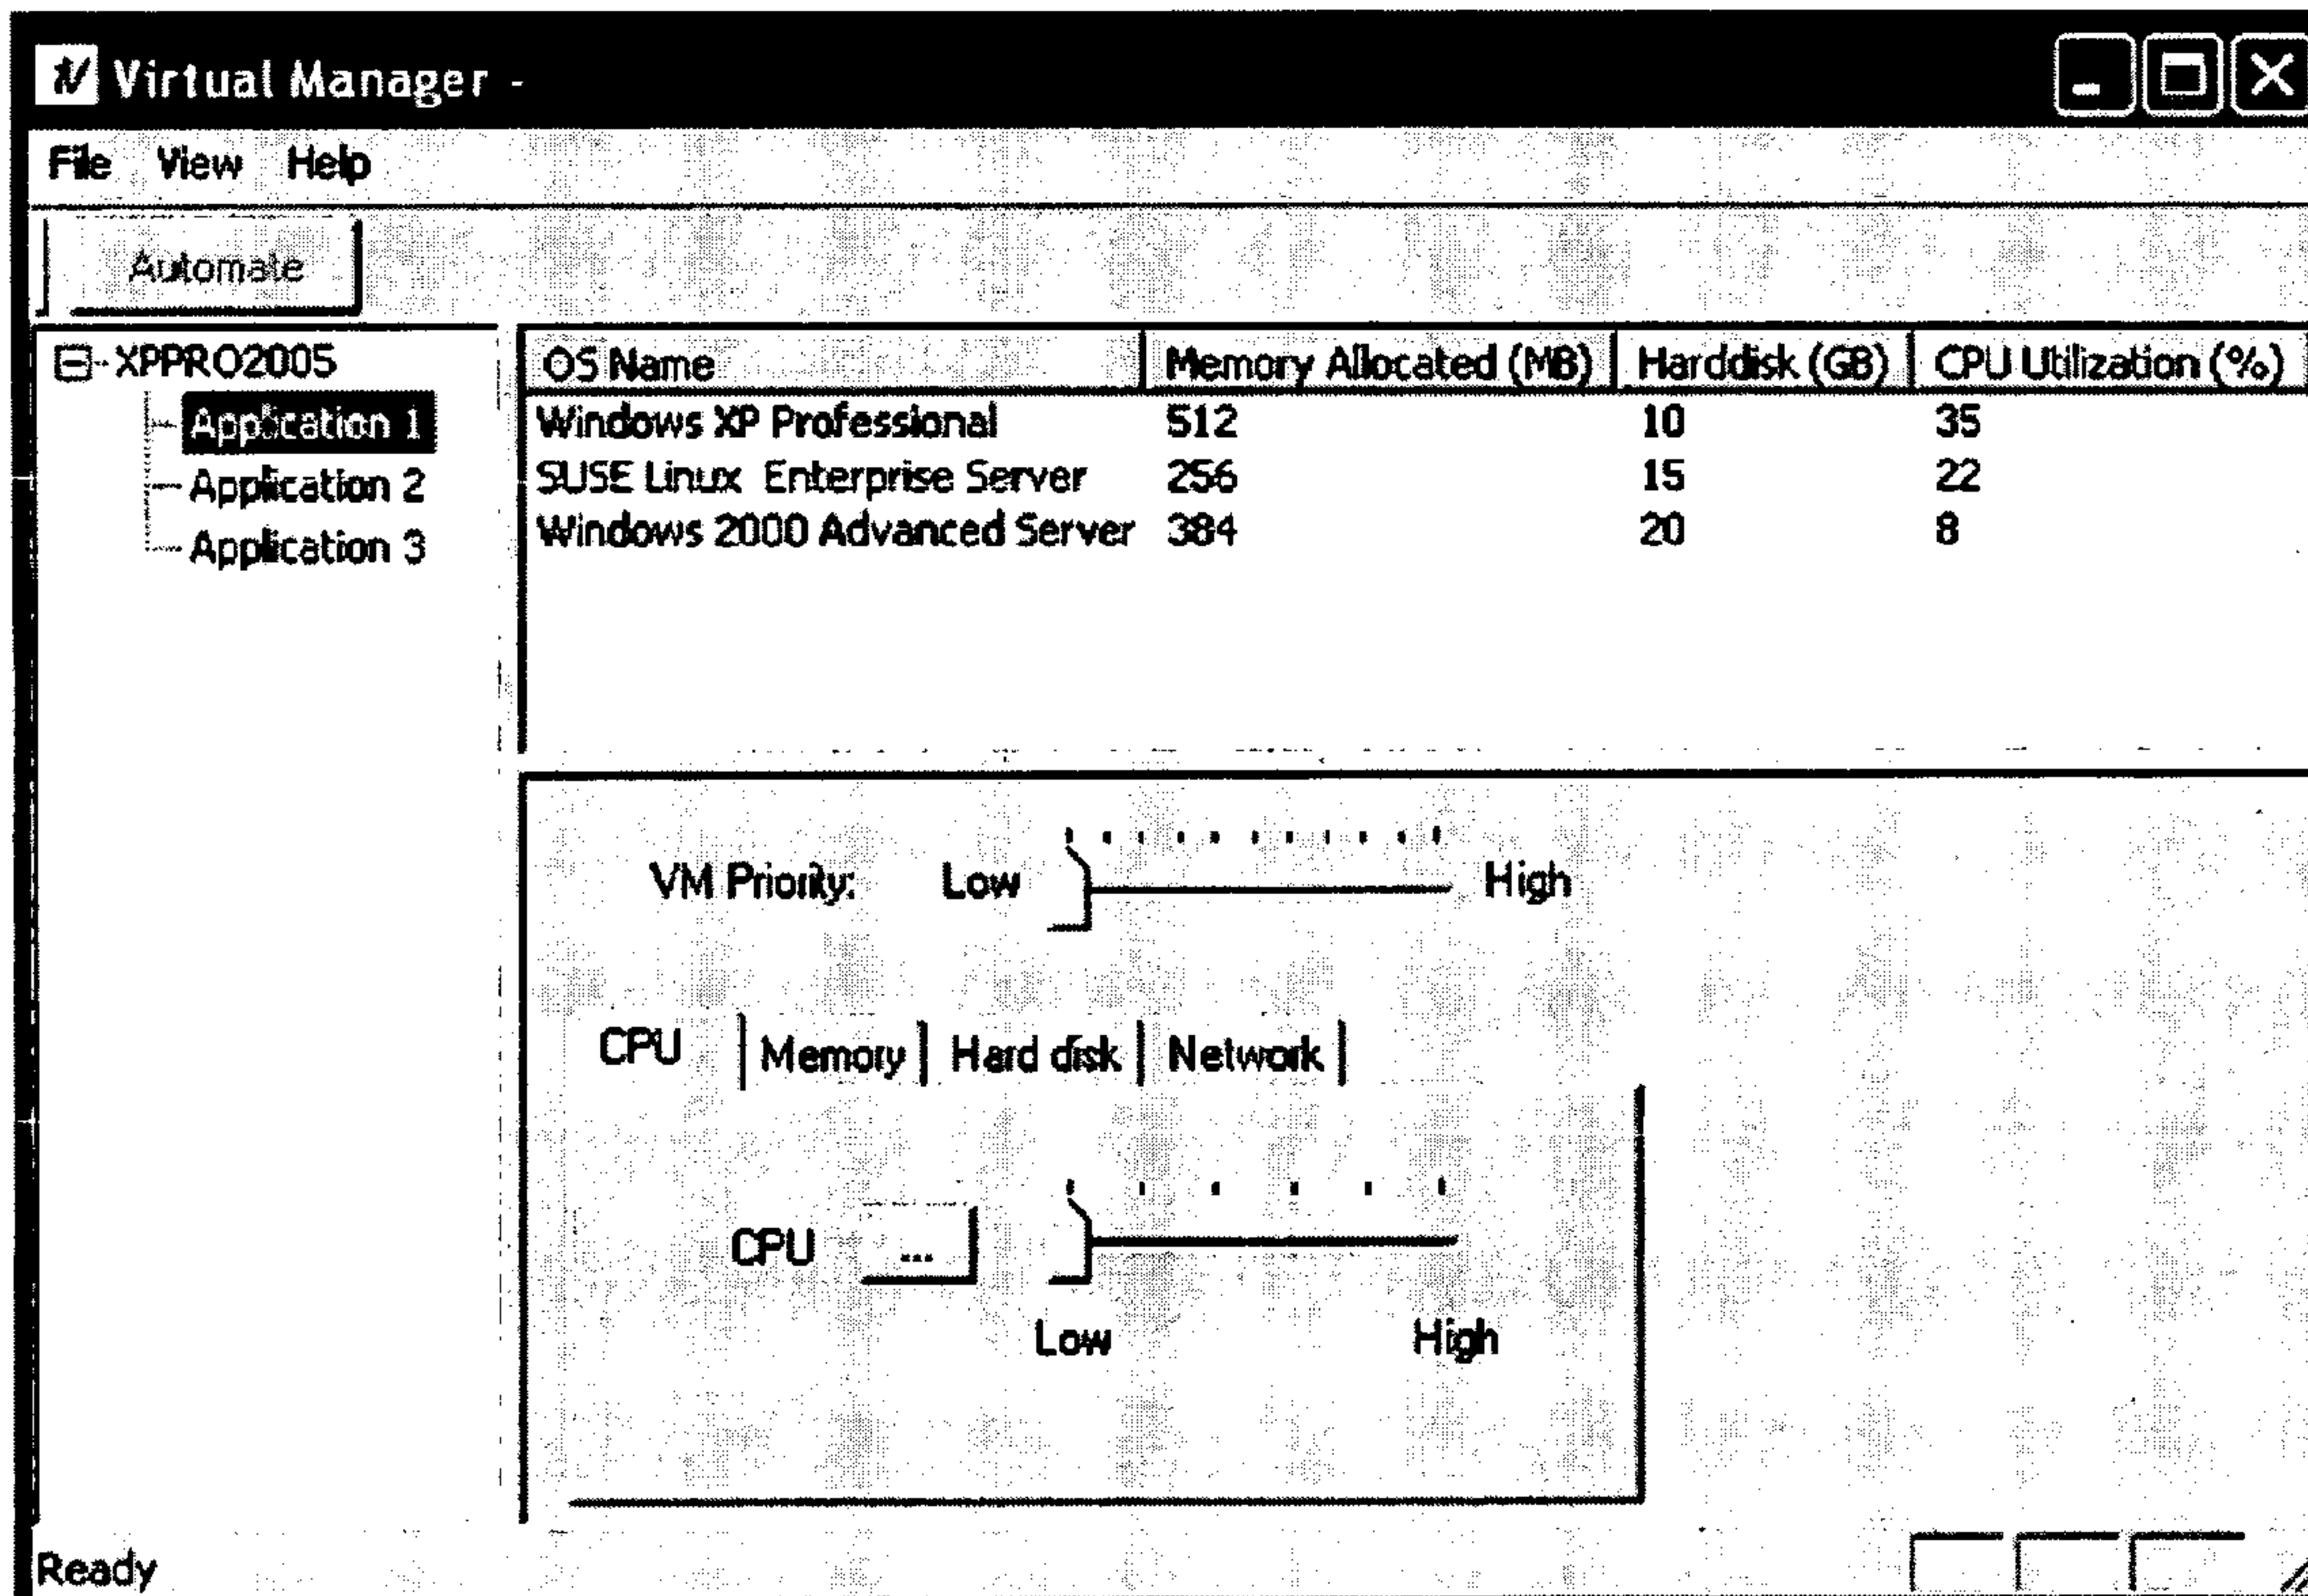 Virtual Manager -
File View Help
Automate
XPPRO2005
Application 1
Application 2
Application 3
OS Name Memory Allocated (MB) Harddisk (GB) CPU Utilization (%)
Windows XP Professional 512 10 35
SUSE Linux Enterprise Server 256 15 22
Windows 2000 Advanced Server 384 20 8
VM Priority: Low High
CPU Memory Hard disk Network
CPU ...
Low High
Ready